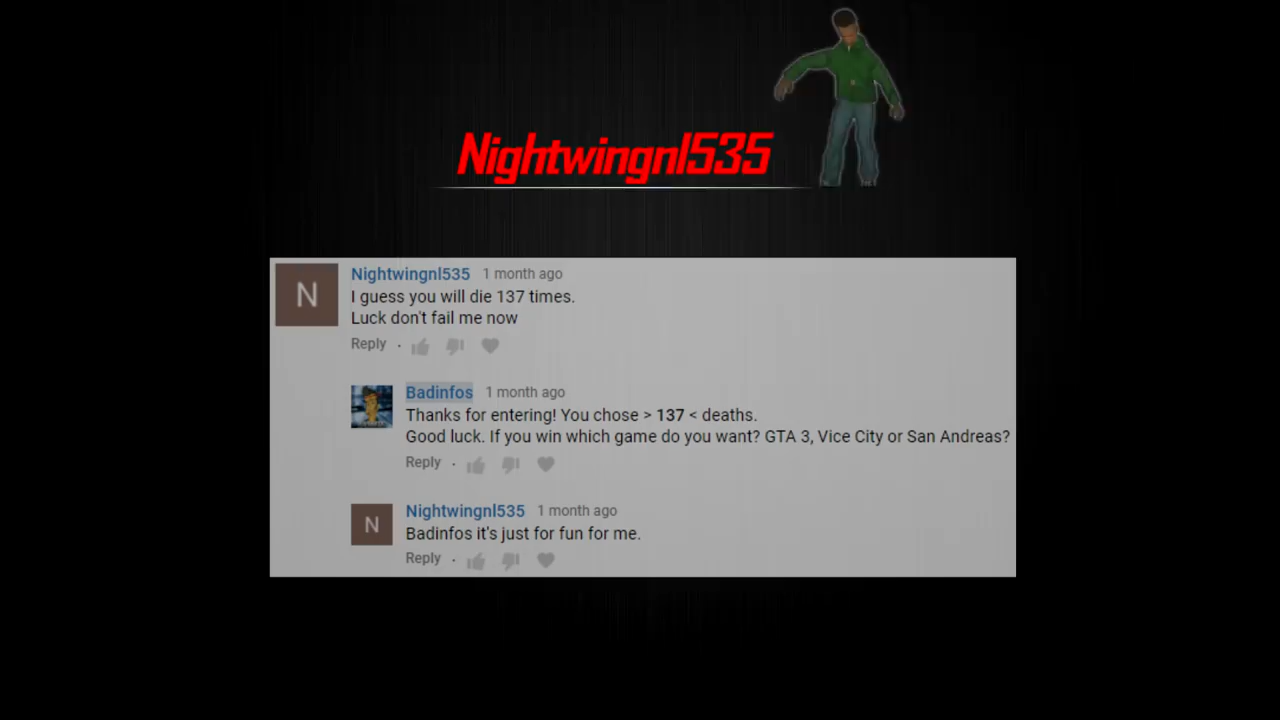 Nightwingnl535
N
Nightwingnl535 1 month ago
I guess you will die 137 times.
Luck don't fail me now
Reply ·
Badinfos 1 month ago
Thanks for entering! You chose > 137 < deaths.
Good luck. If you win which game do you want? GTA 3, Vice City or San Andreas?
Reply ·
N
Nightwingnl535 1 month ago
Badinfos it's just for fun for me.
Reply ·